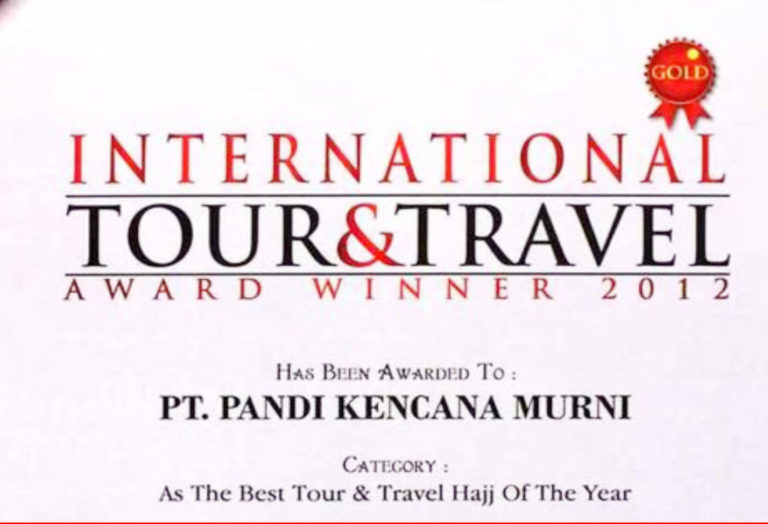 GOLD
INTERNATIONAL
TOUR&TRAVEL
AWARD WINNER 2012
Has Been Awarded To :
PT. PANDI KENCANA MURNI
Category :
As The Best Tour & Travel Hajj Of The Year